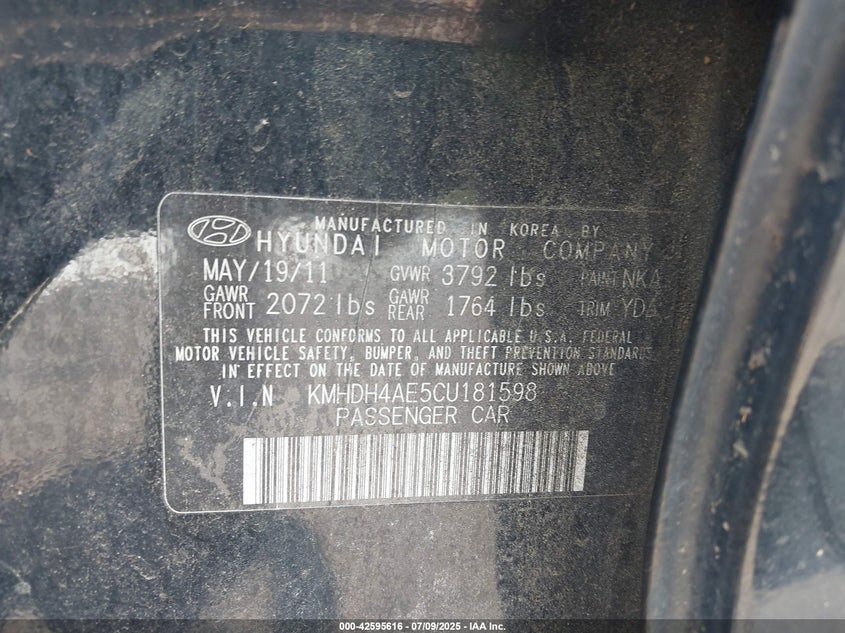 MANUFACTURED IN KOREA BY
HYUNDAI MOTOR COMPANY
MAY/19/11 GVWR 3792 lbs PAINT NKA
GAWR FRONT 2072 lbs GAWR REAR 1764 lbs TRIM YDA
THIS VEHICLE CONFORMS TO ALL APPLICABLE U.S.A. FEDERAL
MOTOR VEHICLE SAFETY, BUMPER, AND THEFT PREVENTION STANDARDS
IN EFFECT ON THE DATE OF MANUFACTURE SHOWN ABOVE
V.I.N KMHDH4AE5CU181598
PASSENGER CAR
000-42595616 - 07/09/2025 - IAA Inc.